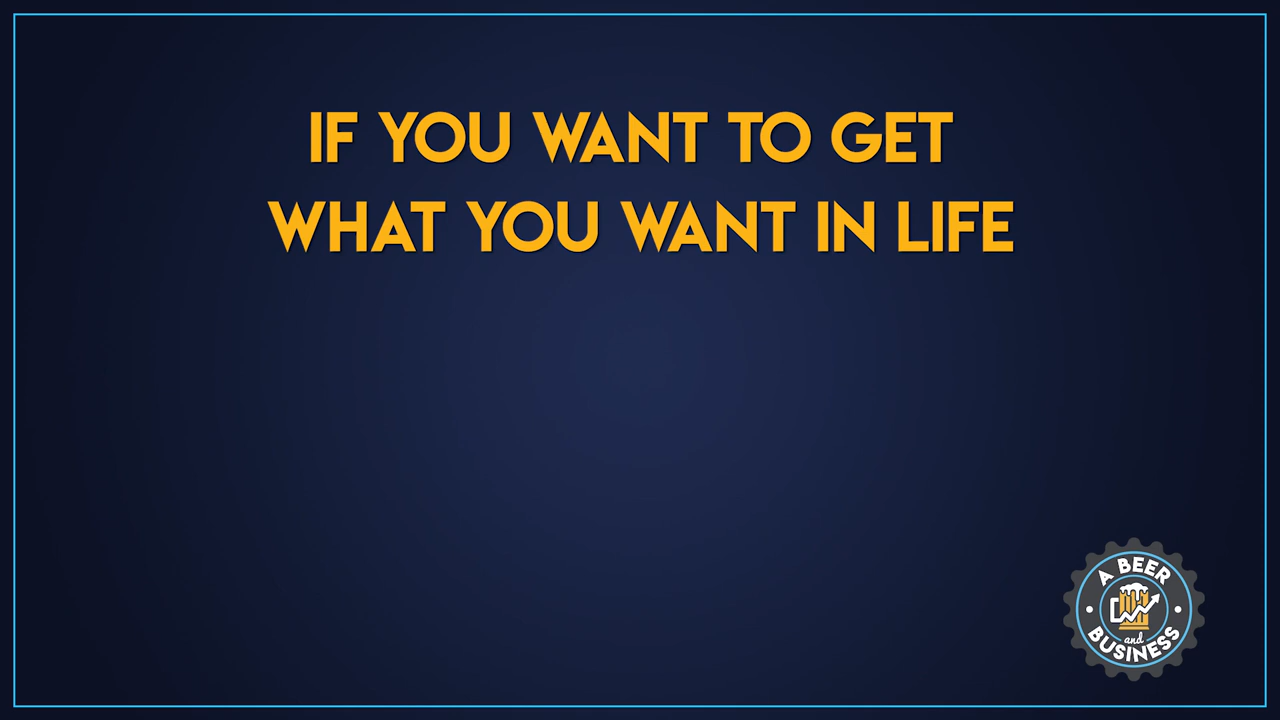 IF YOU WANT TO GET
WHAT YOU WANT IN LIFE
A BEER
and
BUSINESS